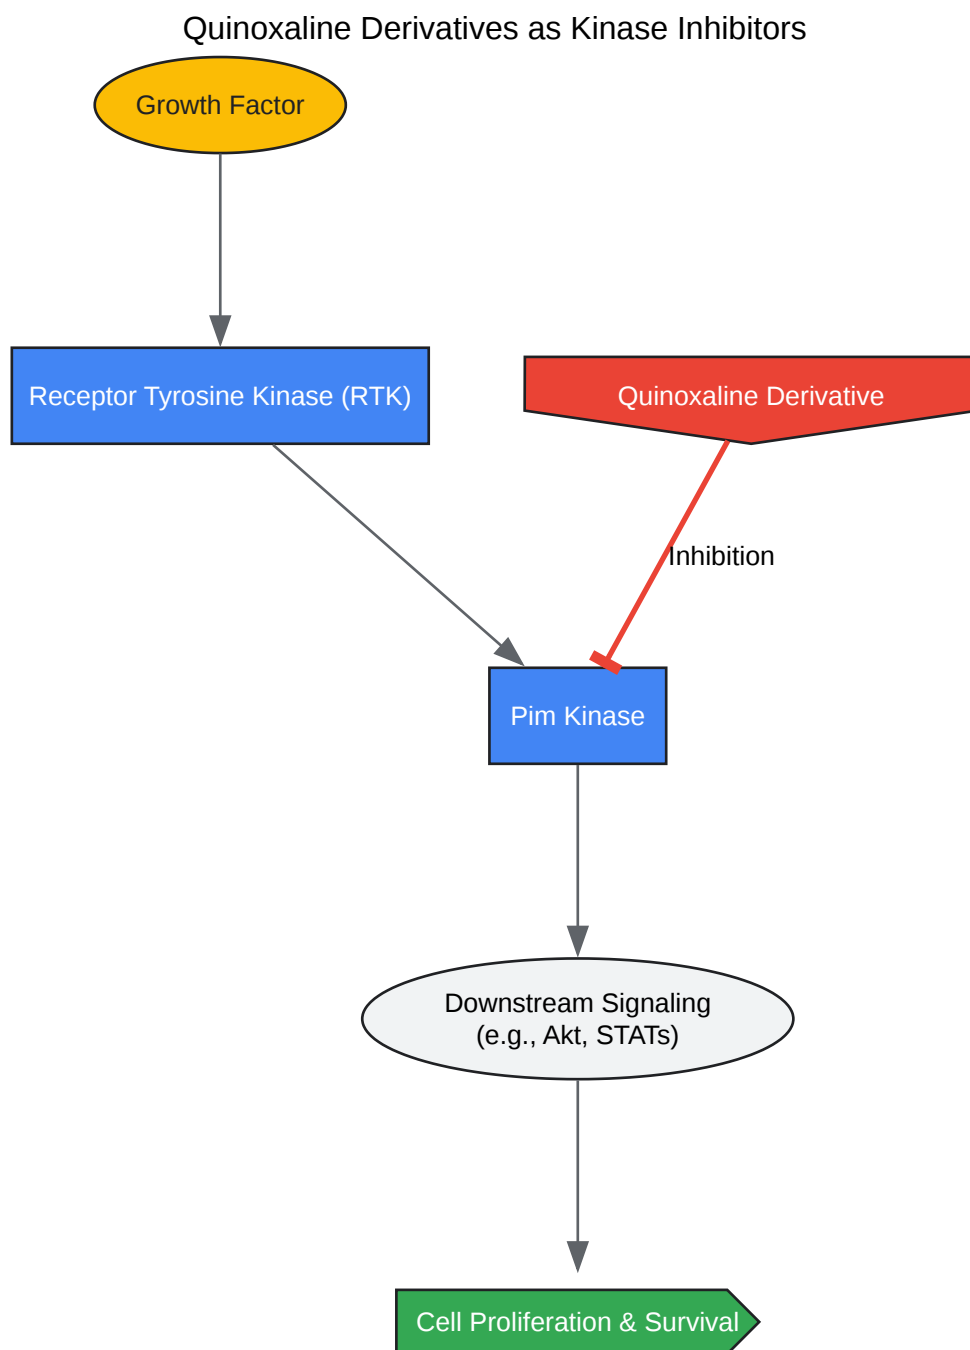 Quinoxaline Derivatives as Kinase Inhibitors
Growth Factor
Receptor Tyrosine Kinase (RTK)
Quinoxaline Derivative
Inhibition
Pim Kinase
Downstream Signaling
(e.g., Akt, STATs)
Cell Proliferation & Survival